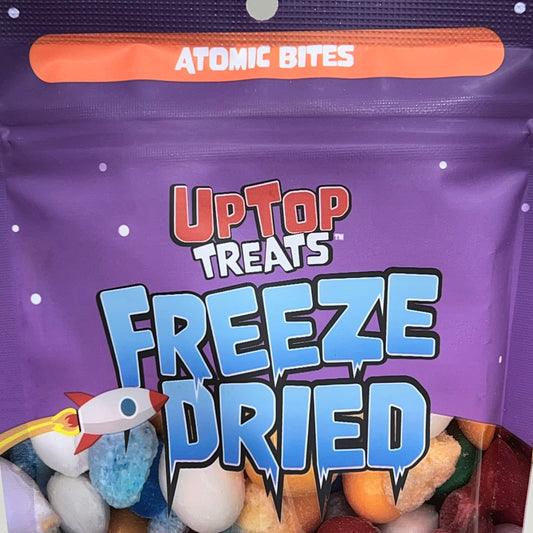 ATOMIC BITES
UPTOP
TREATS™
FREEZE
DRIED